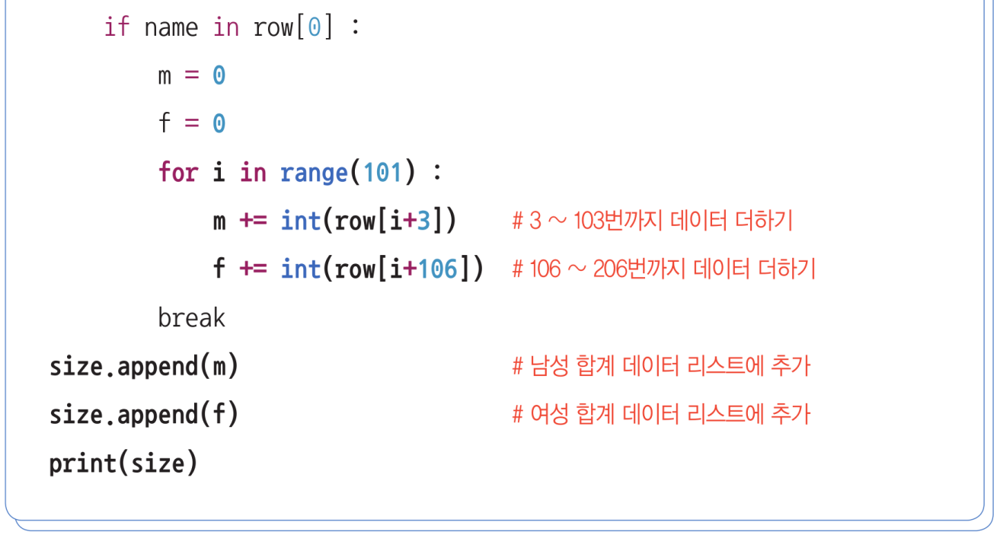 if name in row[0] :
m = 0
f = 0
for i in range(101) :
m += int(row[i+3]) # 3 ~ 103번까지 데이터 더하기
f += int(row[i+106]) # 106 ~ 206번까지 데이터 더하기
break
size.append(m) # 남성 합계 데이터 리스트에 추가
size.append(f) # 여성 합계 데이터 리스트에 추가
print(size)